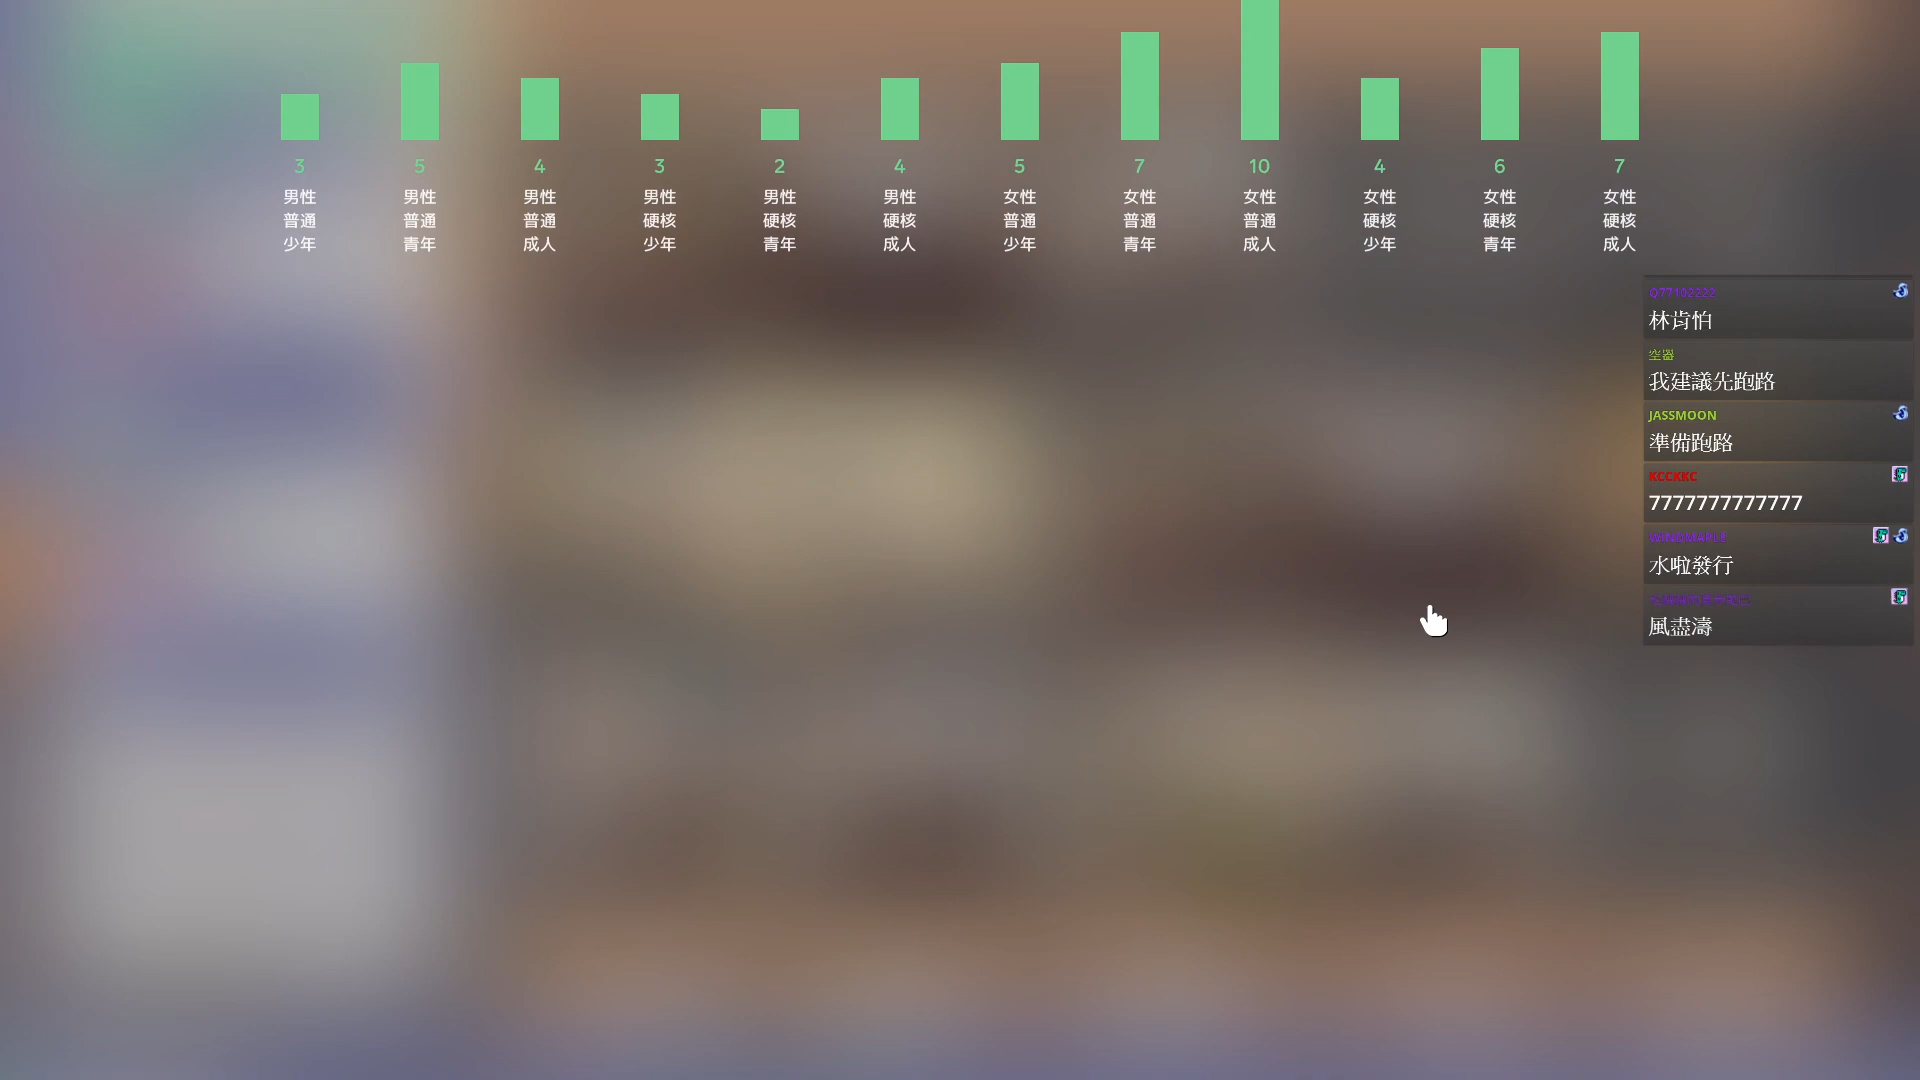 3
5
4
3
2
4
5
7
10
4
6
7
男性
普通
少年
男性
普通
青年
男性
普通
成人
男性
硬核
少年
男性
硬核
青年
男性
硬核
成人
女性
普通
少年
女性
普通
青年
女性
普通
成人
女性
硬核
少年
女性
硬核
青年
女性
硬核
成人
Q77102222
林肯怕
空器
我建議先跑路
JASSMOON
準備跑路
KCCKKC
7777777777777
WINDMAPLE
水啦發行
風盡濤